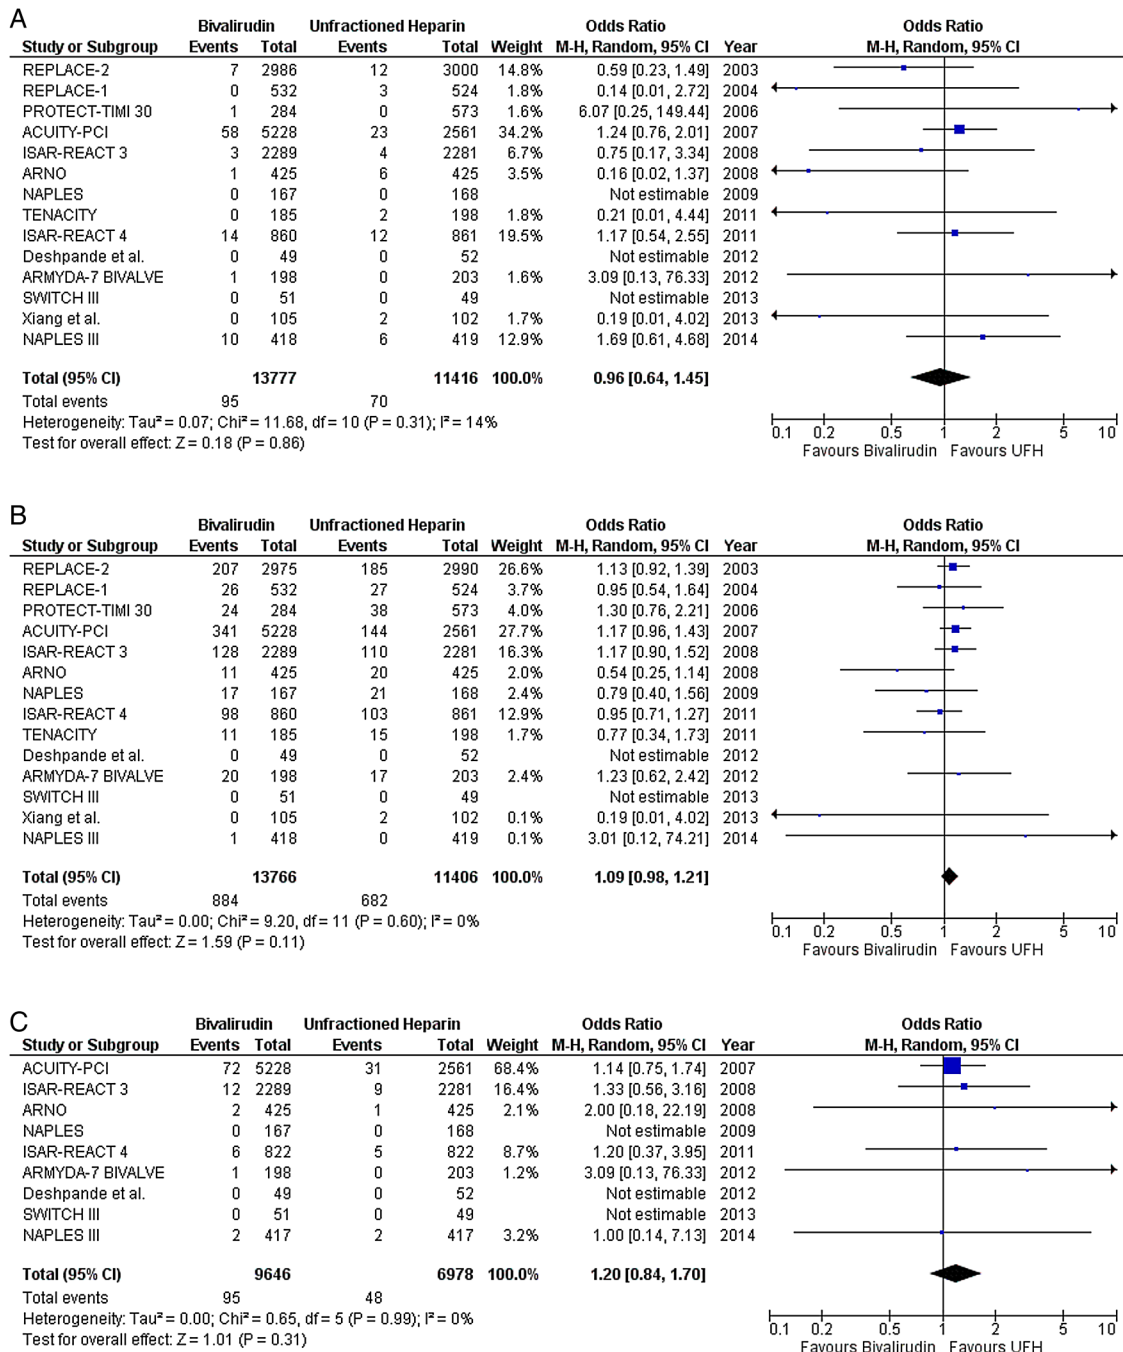 A
Bivalirudin Unfractioned Heparin Odds Ratio Odds Ratio
Study or Subgroup Events Total Events Total Weight M-H, Random, 95% CI Year M-H, Random, 95% CI
REPLACE-2 7 2986 12 3000 14.8% 0.59 [0.23, 1.49] 2003
REPLACE-1 0 532 3 524 1.8% 0.14 [0.01, 2.72] 2004
PROTECT-TIMI 30 1 284 0 573 1.6% 6.07 [0.25, 149.44] 2006
ACUITY-PCI 58 5228 23 2561 34.2% 1.24 [0.76, 2.01] 2007
ISAR-REACT 3 3 2289 4 2281 6.7% 0.75 [0.17, 3.34] 2008
ARNO 1 425 6 425 3.5% 0.16 [0.02, 1.37] 2008
NAPLES 0 167 0 168 Not estimable 2009
TENACITY 0 185 2 198 1.8% 0.21 [0.01, 4.44] 2011
ISAR-REACT 4 14 860 12 861 19.5% 1.17 [0.54, 2.55] 2011
Deshpande et al. 0 49 0 52 Not estimable 2012
ARMYDA-7 BIVALVE 1 198 0 203 1.6% 3.09 [0.13, 76.33] 2012
SWITCH III 0 51 0 49 Not estimable 2013
Xiang et al. 0 105 2 102 1.7% 0.19 [0.01, 4.02] 2013
NAPLES III 10 418 6 419 12.9% 1.69 [0.61, 4.68] 2014
Total (95% CI) 13777 11416 100.0% 0.96 [0.64, 1.45]
Total events 95 70
Heterogeneity: Tau² = 0.07; Chi² = 11.68, df = 10 (P = 0.31); I² = 14%
Test for overall effect: Z = 0.18 (P = 0.86)
0.1 0.2 0.5 1 2 5 10
Favours Bivalirudin Favours UFH
B
Bivalirudin Unfractioned Heparin Odds Ratio Odds Ratio
Study or Subgroup Events Total Events Total Weight M-H, Random, 95% CI Year M-H, Random, 95% CI
REPLACE-2 207 2975 185 2990 26.6% 1.13 [0.92, 1.39] 2003
REPLACE-1 26 532 27 524 3.7% 0.95 [0.54, 1.64] 2004
PROTECT-TIMI 30 24 284 38 573 4.0% 1.30 [0.76, 2.21] 2006
ACUITY-PCI 341 5228 144 2561 27.7% 1.17 [0.96, 1.43] 2007
ISAR-REACT 3 128 2289 110 2281 16.3% 1.17 [0.90, 1.52] 2008
ARNO 11 425 20 425 2.0% 0.54 [0.25, 1.14] 2008
NAPLES 17 167 21 168 2.4% 0.79 [0.40, 1.56] 2009
ISAR-REACT 4 98 860 103 861 12.9% 0.95 [0.71, 1.27] 2011
TENACITY 11 185 15 198 1.7% 0.77 [0.34, 1.73] 2011
Deshpande et al. 0 49 0 52 Not estimable 2012
ARMYDA-7 BIVALVE 20 198 17 203 2.4% 1.23 [0.62, 2.42] 2012
SWITCH III 0 51 0 49 Not estimable 2013
Xiang et al. 0 105 2 102 0.1% 0.19 [0.01, 4.02] 2013
NAPLES III 1 418 0 419 0.1% 3.01 [0.12, 74.21] 2014
Total (95% CI) 13766 11406 100.0% 1.09 [0.98, 1.21]
Total events 884 682
Heterogeneity: Tau² = 0.00; Chi² = 9.20, df = 11 (P = 0.60); I² = 0%
Test for overall effect: Z = 1.59 (P = 0.11)
0.1 0.2 0.5 1 2 5 10
Favours Bivalirudin Favours UFH
C
Bivalirudin Unfractioned Heparin Odds Ratio Odds Ratio
Study or Subgroup Events Total Events Total Weight M-H, Random, 95% CI Year M-H, Random, 95% CI
ACUITY-PCI 72 5228 31 2561 68.4% 1.14 [0.75, 1.74] 2007
ISAR-REACT 3 12 2289 9 2281 16.4% 1.33 [0.56, 3.16] 2008
ARNO 2 425 1 425 2.1% 2.00 [0.18, 22.19] 2008
NAPLES 0 167 0 168 Not estimable 2009
ISAR-REACT 4 6 822 5 822 8.7% 1.20 [0.37, 3.95] 2011
ARMYDA-7 BIVALVE 1 198 0 203 1.2% 3.09 [0.13, 76.33] 2012
Deshpande et al. 0 49 0 52 Not estimable 2012
SWITCH III 0 51 0 49 Not estimable 2013
NAPLES III 2 417 2 417 3.2% 1.00 [0.14, 7.13] 2014
Total (95% CI) 9646 6978 100.0% 1.20 [0.84, 1.70]
Total events 95 48
Heterogeneity: Tau² = 0.00; Chi² = 0.65, df = 5 (P = 0.99); I² = 0%
Test for overall effect: Z = 1.01 (P = 0.31)
0.1 0.2 0.5 1 2 5 10
Favours Bivalirudin Favours UFH